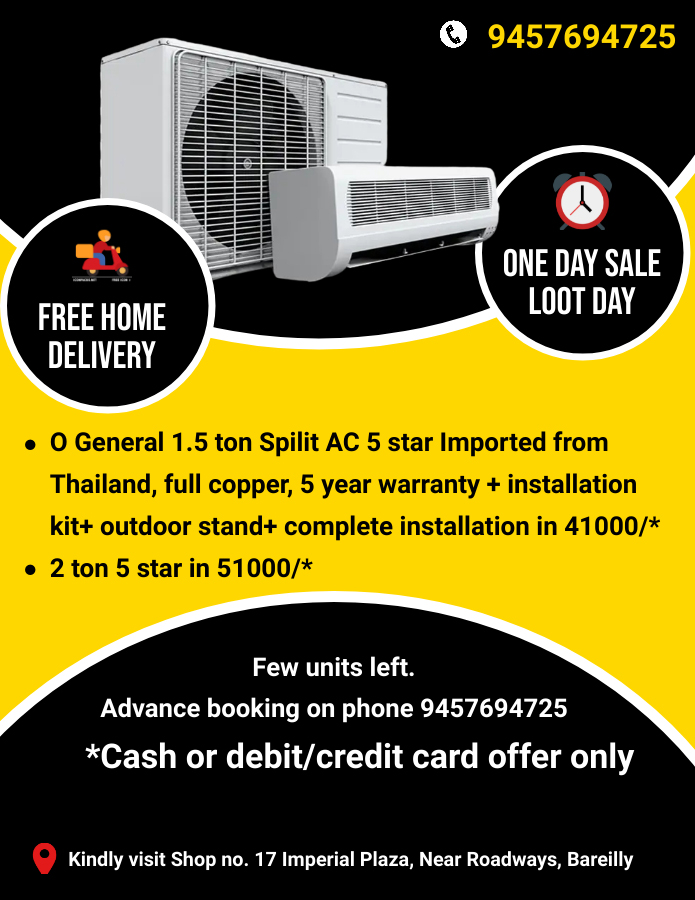 9457694725
ONE DAY SALE
LOOT DAY
FREE HOME
DELIVERY
• O General 1.5 ton Spilit AC 5 star Imported from
Thailand, full copper, 5 year warranty + installation
kit+ outdoor stand+ complete installation in 41000/*
• 2 ton 5 star in 51000/*
Few units left.
Advance booking on phone 9457694725
*Cash or debit/credit card offer only
Kindly visit Shop no. 17 Imperial Plaza, Near Roadways, Bareilly